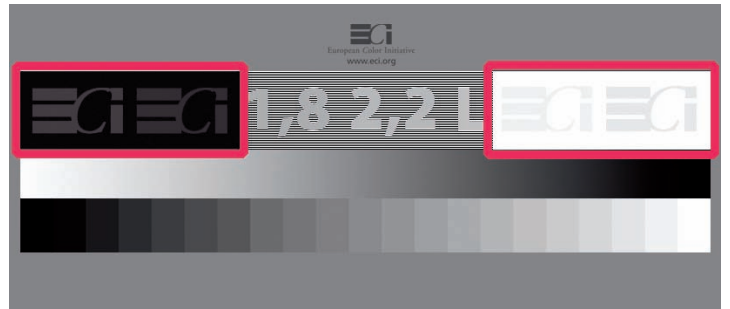 ECi
European Color Initiative
www.eci.org
ECi ECi 1,8 2,2 L ECi ECi